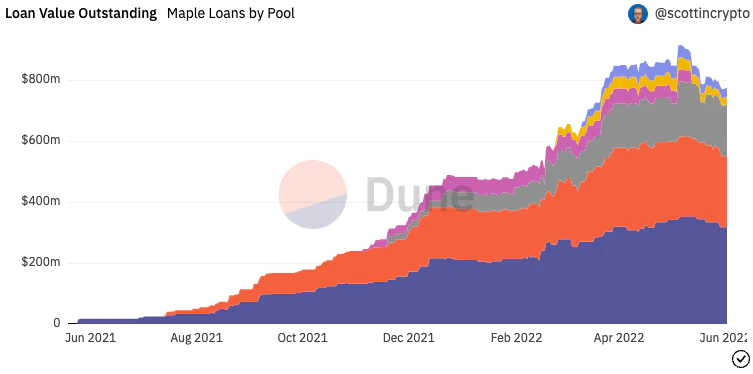 Loan Value Outstanding Maple Loans by Pool
@scottincrypto
$800m
$600m
$400m
$200m
0
Dune
Jun 2021 Aug 2021 Oct 2021 Dec 2021 Feb 2022 Apr 2022 Jun 2022